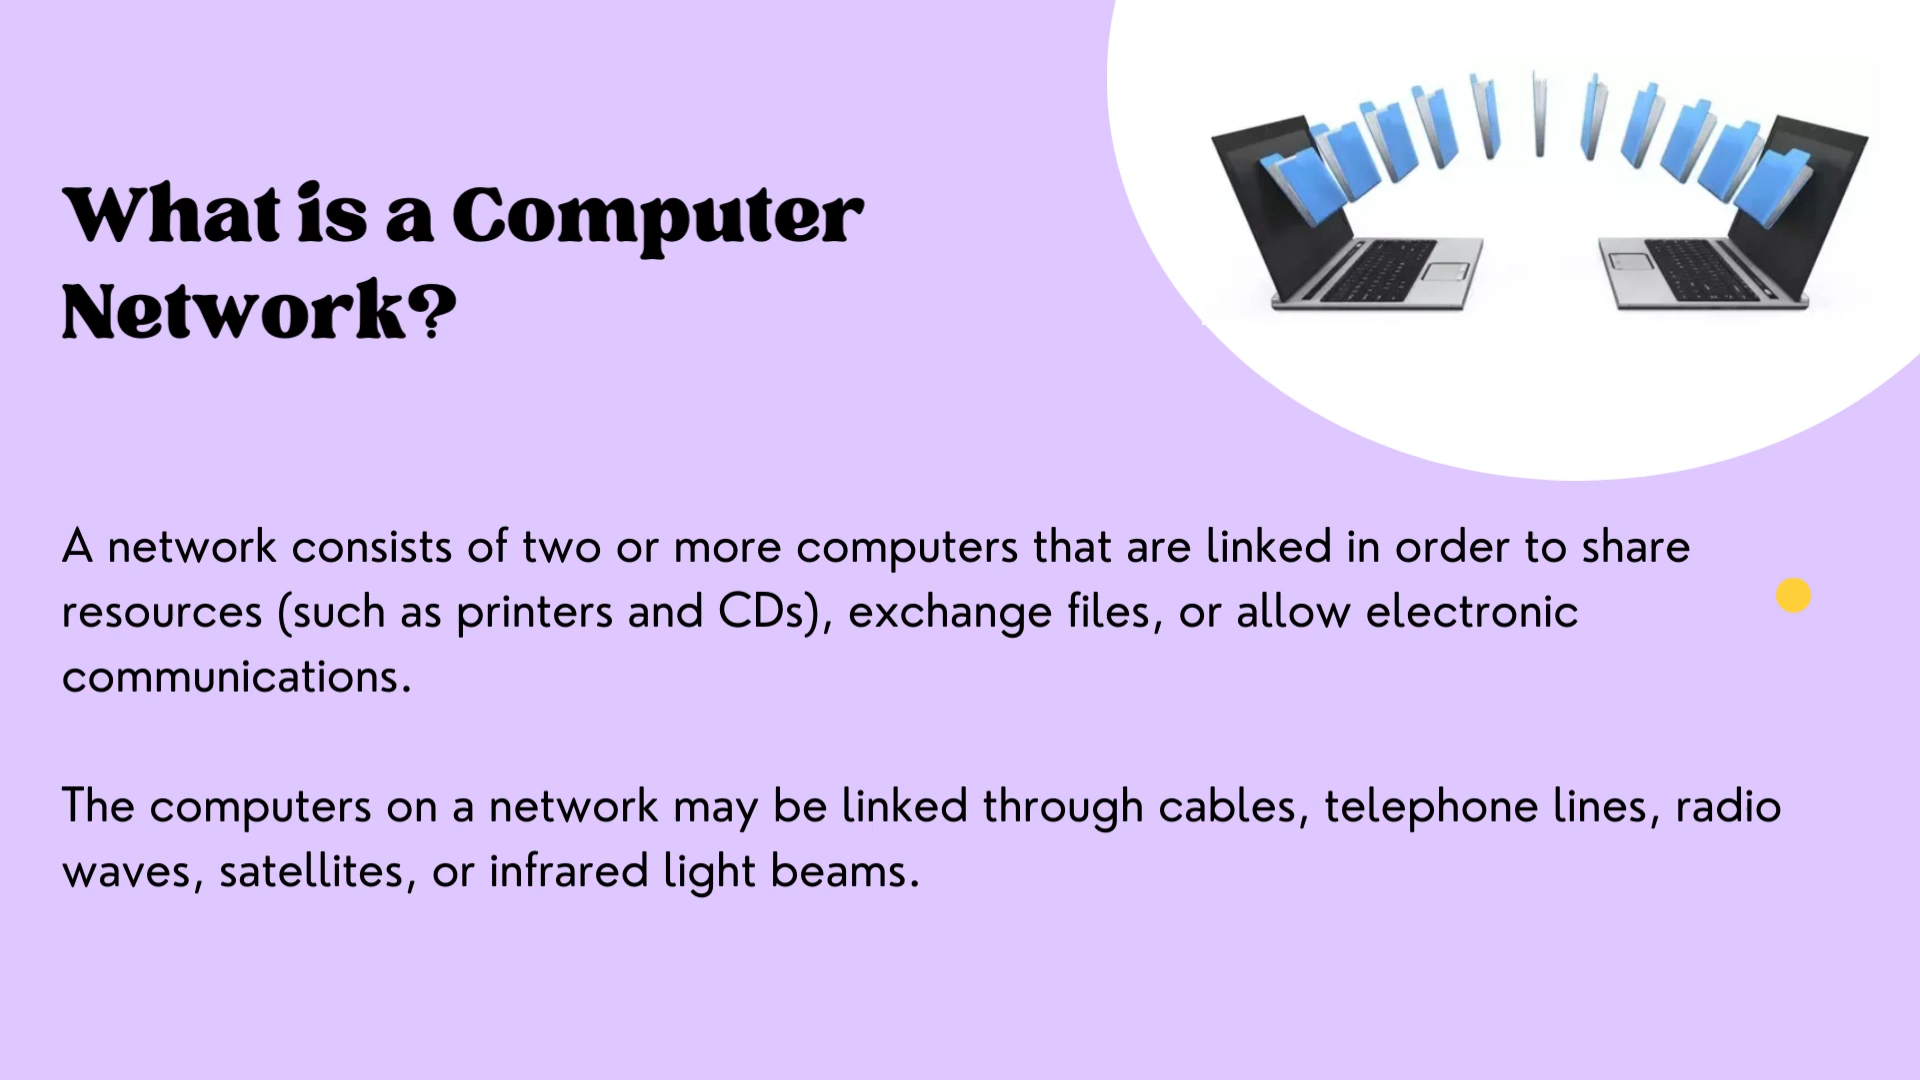 What is a Computer
Network?
A network consists of two or more computers that are linked in order to share
resources (such as printers and CDs), exchange files, or allow electronic
communications.
The computers on a network may be linked through cables, telephone lines, radio
waves, satellites, or infrared light beams.